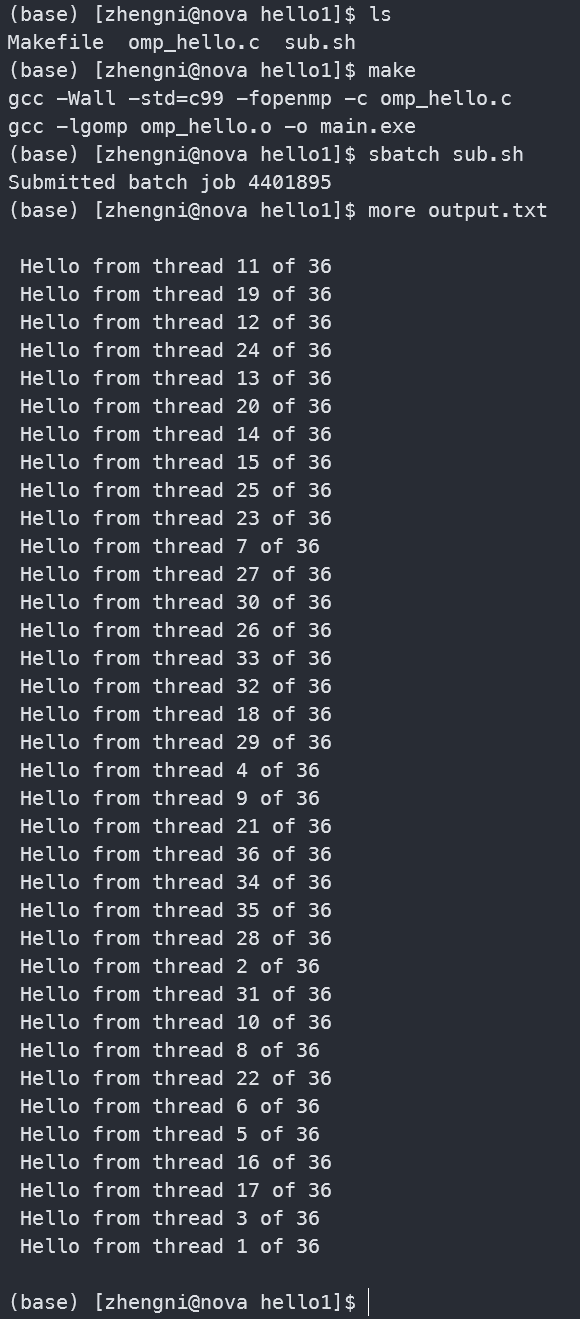 (base) [zhengni@nova hello1]$ ls
Makefile  omp_hello.c  sub.sh
(base) [zhengni@nova hello1]$ make
gcc -Wall -std=c99 -fopenmp -c omp_hello.c
gcc -lgomp omp_hello.o -o main.exe
(base) [zhengni@nova hello1]$ sbatch sub.sh
Submitted batch job 4401895
(base) [zhengni@nova hello1]$ more output.txt
Hello from thread 11 of 36
Hello from thread 19 of 36
Hello from thread 12 of 36
Hello from thread 24 of 36
Hello from thread 13 of 36
Hello from thread 20 of 36
Hello from thread 14 of 36
Hello from thread 15 of 36
Hello from thread 25 of 36
Hello from thread 23 of 36
Hello from thread 7 of 36
Hello from thread 27 of 36
Hello from thread 30 of 36
Hello from thread 26 of 36
Hello from thread 33 of 36
Hello from thread 32 of 36
Hello from thread 18 of 36
Hello from thread 29 of 36
Hello from thread 4 of 36
Hello from thread 9 of 36
Hello from thread 21 of 36
Hello from thread 36 of 36
Hello from thread 34 of 36
Hello from thread 35 of 36
Hello from thread 28 of 36
Hello from thread 2 of 36
Hello from thread 31 of 36
Hello from thread 10 of 36
Hello from thread 8 of 36
Hello from thread 22 of 36
Hello from thread 6 of 36
Hello from thread 5 of 36
Hello from thread 16 of 36
Hello from thread 17 of 36
Hello from thread 3 of 36
Hello from thread 1 of 36
(base) [zhengni@nova hello1]$